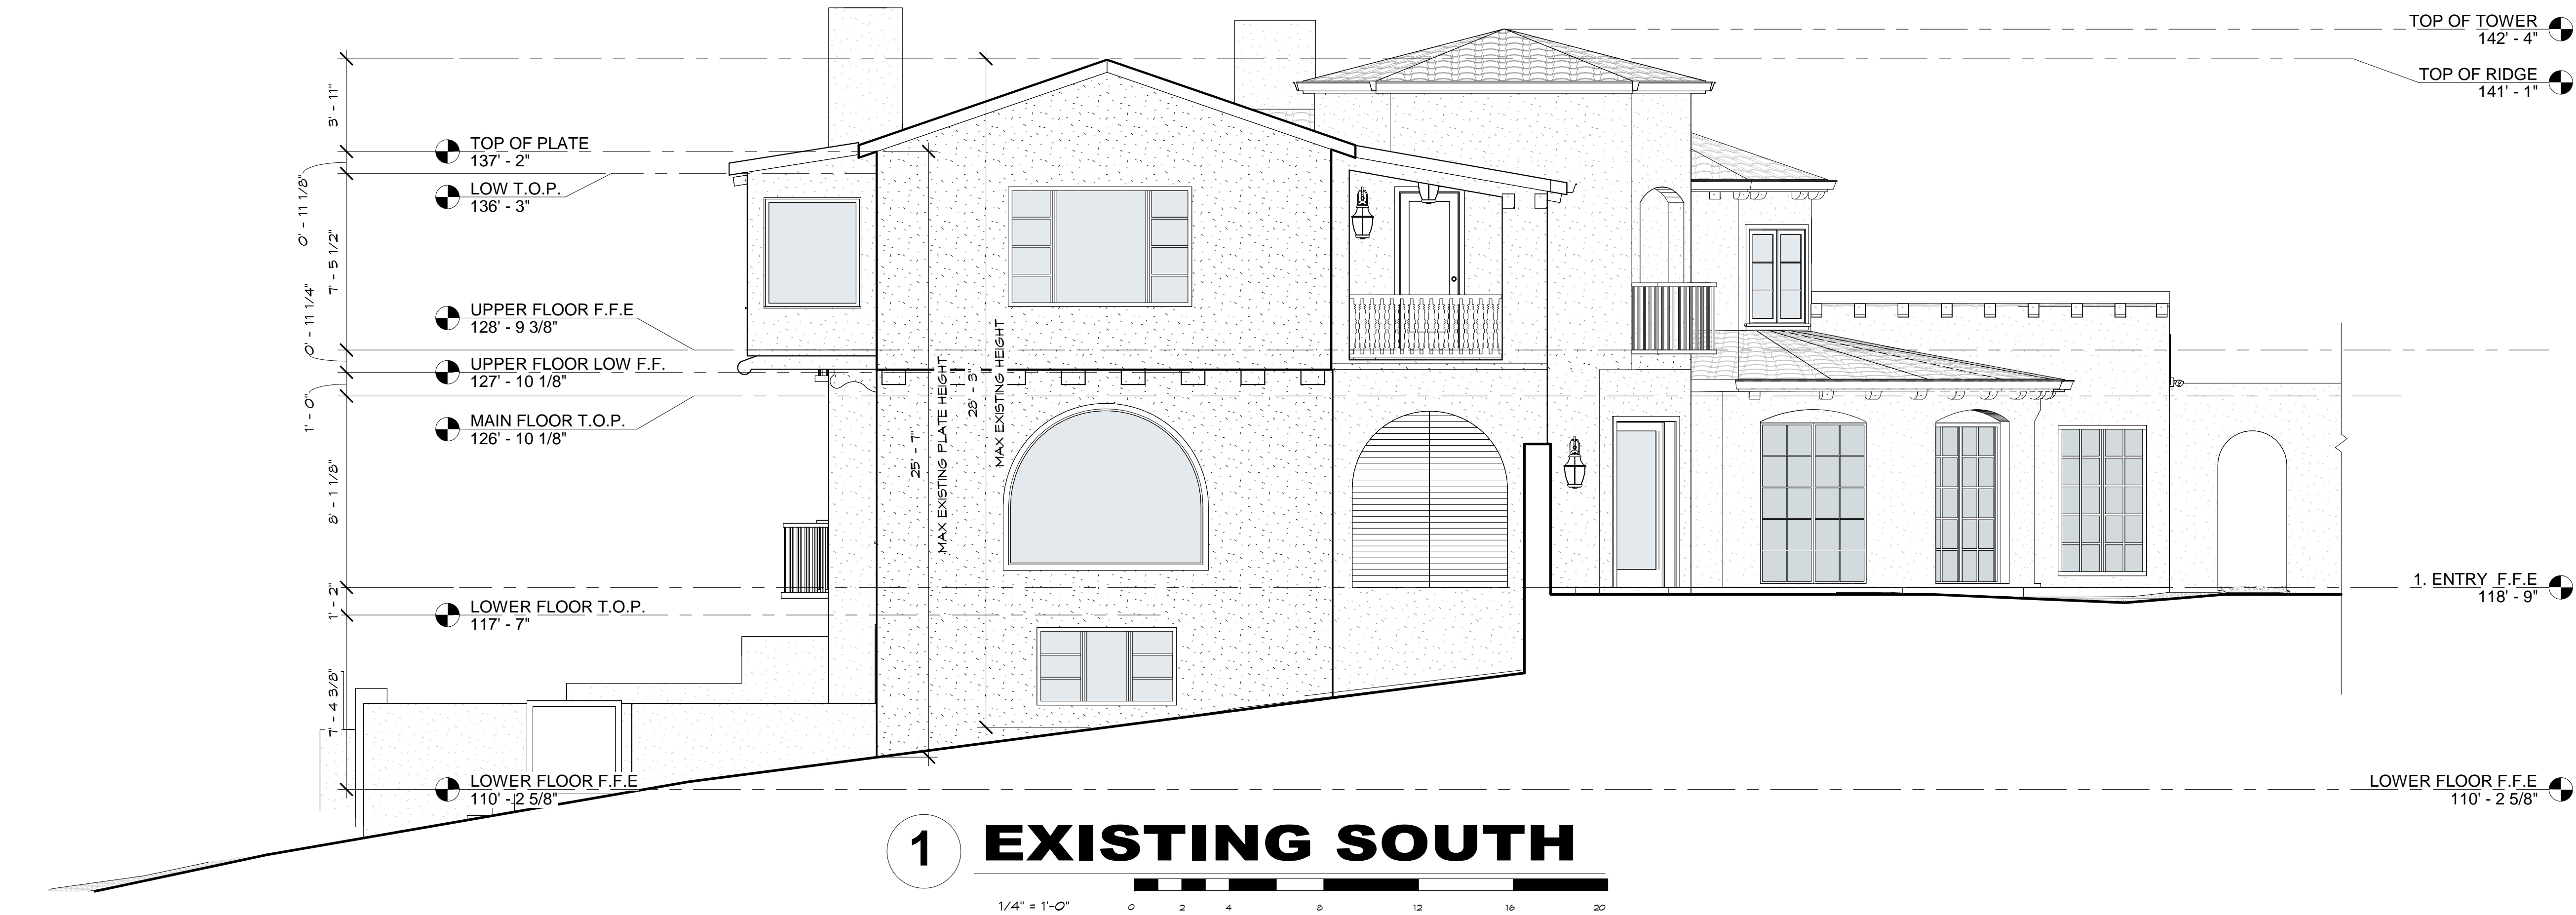 TOP OF TOWER
142' - 4"
TOP OF RIDGE
141' - 1"
3' - 11"
TOP OF PLATE
137' - 2"
0' - 11 1/8"
LOW T.O.P.
136' - 3"
7' - 5 1/2"
UPPER FLOOR F.F.E
128' - 9 3/8"
0' - 11 1/4"
UPPER FLOOR LOW F.F.
127' - 10 1/8"
1' - 0"
MAIN FLOOR T.O.P.
126' - 10 1/8"
25' - 7"
MAX EXISTING PLATE HEIGHT
28' - 3"
MAX EXISTING HEIGHT
8' - 1 1/8"
1. ENTRY F.F.E
118' - 9"
1' - 2"
LOWER FLOOR T.O.P.
117' - 7"
7' - 4 3/8"
LOWER FLOOR F.F.E
110' - 2 5/8"
LOWER FLOOR F.F.E
110' - 2 5/8"
1 EXISTING SOUTH
1/4" = 1'-0"
0 2 4 8 12 16 20